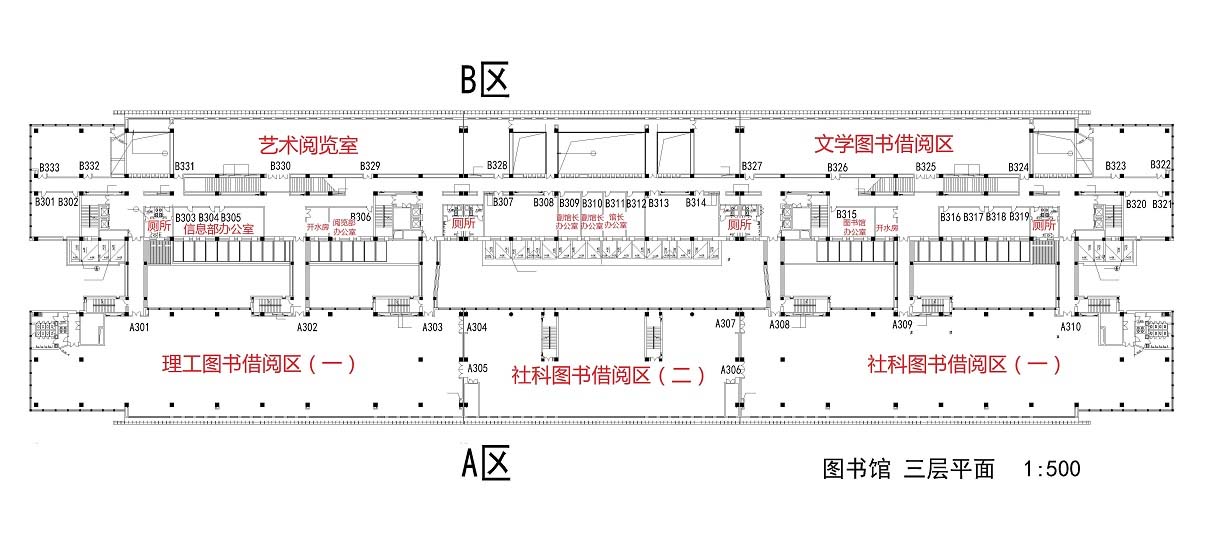 B区
艺术阅览室
文学图书借阅区
B333
B332
B331
B330
B329
B328
B327
B326
B325
B324
B323
B322
B301
B302
B303
B304
B305
B306
B307
B308
B309
B310
B311
B312
B313
B314
B315
B316
B317
B318
B319
B320
B321
厕所
信息部办公室
开水房
阅览部
办公室
厕所
副馆长
办公室
副馆长
办公室
馆长
办公室
厕所
图书馆
办公室
开水房
厕所
A301
A302
A303
A304
A307
A308
A309
A310
A305
A306
理工图书借阅区（一）
社科图书借阅区（二）
社科图书借阅区（一）
A区
图书馆 三层平面 1:500